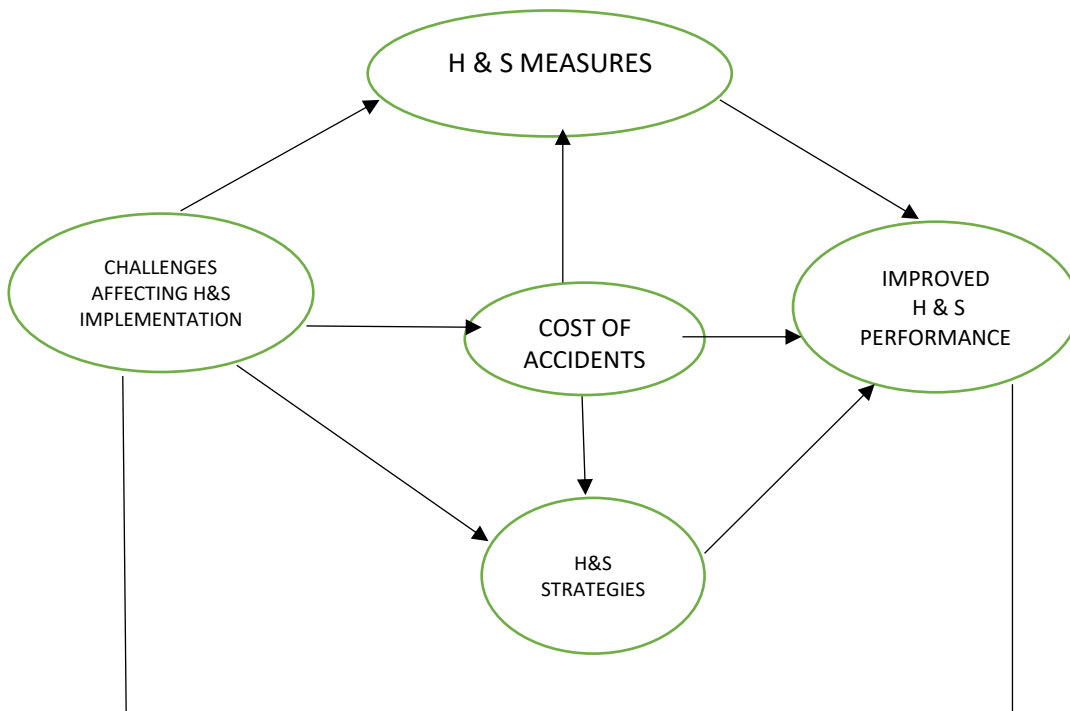 H & S MEASURES
CHALLENGES
AFFECTING H&S
IMPLEMENTATION
COST OF
ACCIDENTS
IMPROVED
H & S
PERFORMANCE
H&S
STRATEGIES